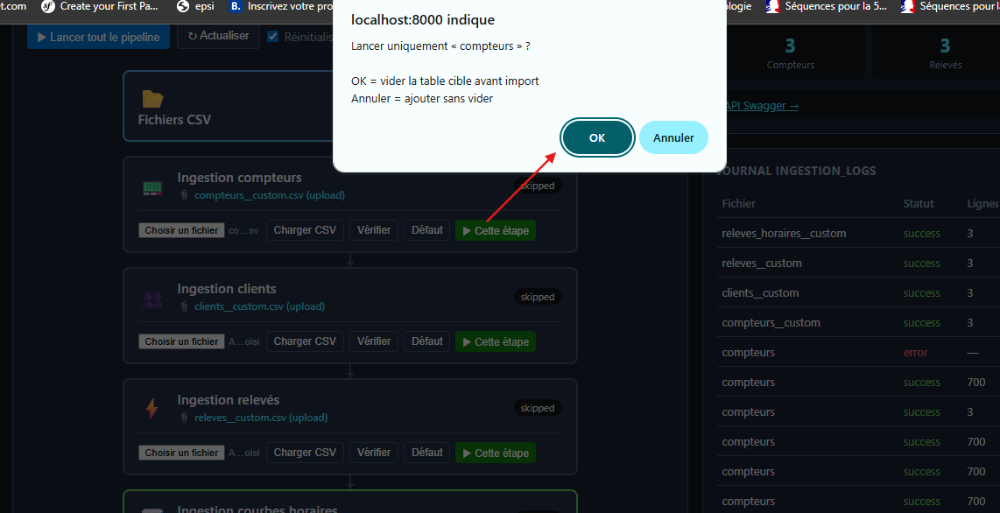 et.com
Create your First Pa...
epsi
B. Inscrivez votre pro
ologie
Séquences pour la 5...
Séquences pour l
localhost:8000 indique
Lancer uniquement « compteurs » ?
OK = vider la table cible avant import
Annuler = ajouter sans vider
OK
Annuler
▶ Lancer tout le pipeline
↻ Actualiser
Réinitialis
3
Compteurs
3
Relevés
API Swagger →
Fichiers CSV
Ingestion compteurs
compteurs__custom.csv (upload)
skipped
Choisir un fichier co...sv
Charger CSV
Vérifier
Défaut
▶ Cette étape
Ingestion clients
clients__custom.csv (upload)
skipped
Choisir un fichier A...oisi
Charger CSV
Vérifier
Défaut
▶ Cette étape
Ingestion relevés
releves__custom.csv (upload)
skipped
Choisir un fichier A...oisi
Charger CSV
Vérifier
Défaut
▶ Cette étape
Ingestion courbes horaires
JOURNAL INGESTION_LOGS
Fichier Statut Lignes
releves_horaires__custom success 3
releves__custom success 3
clients__custom success 3
compteurs__custom success 3
compteurs error —
compteurs success 700
compteurs success 3
compteurs success 700
compteurs success 700
compteurs success 700